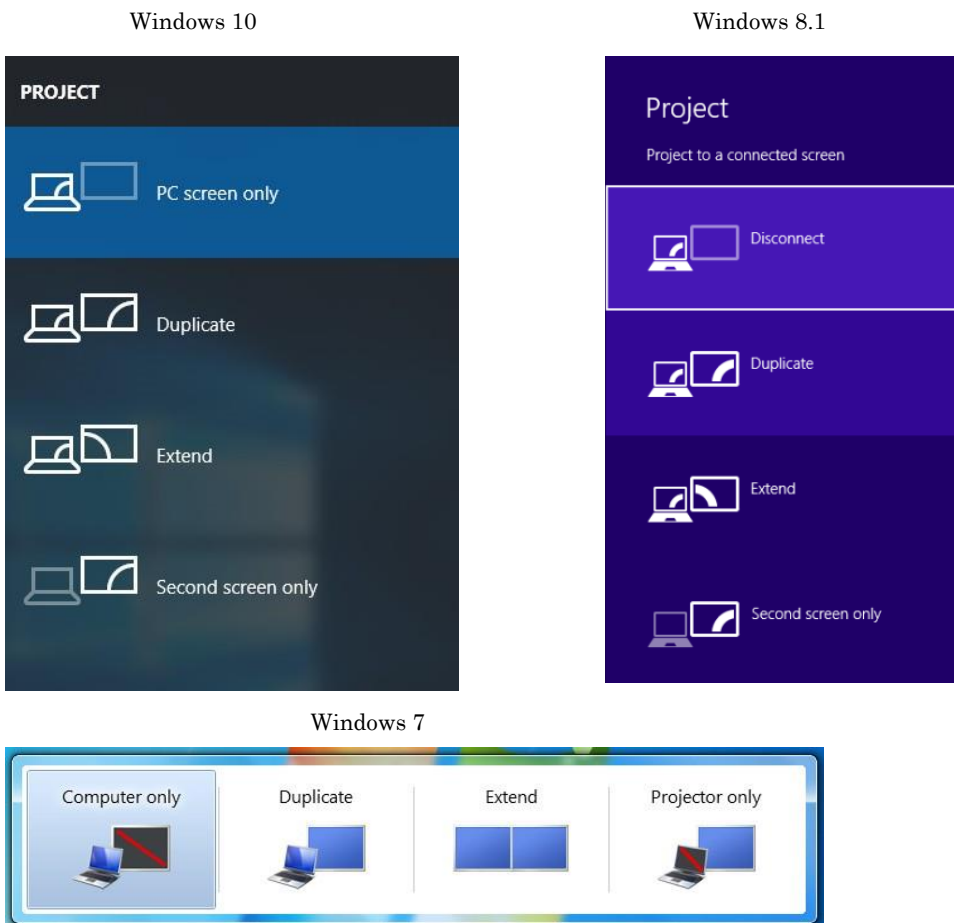 Windows 10
Windows 8.1
PROJECT
PC screen only
Duplicate
Extend
Second screen only
Project
Project to a connected screen
Disconnect
Duplicate
Extend
Second screen only
Windows 7
Computer only
Duplicate
Extend
Projector only